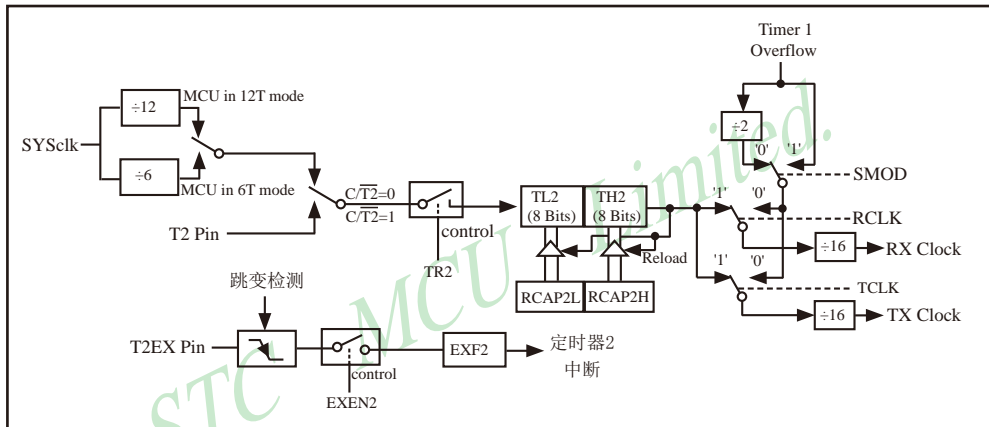 Timer 1
Overflow
÷12
MCU in 12T mode
SYSclk
÷6
MCU in 6T mode
÷2
'0'
'1'
SMOD
C/T2=0
C/T2=1
T2 Pin
control
TR2
TL2
(8 Bits)
TH2
(8 Bits)
Reload
RCAP2L
RCAP2H
'1'
'0'
RCLK
÷16
RX Clock
'1'
'0'
TCLK
÷16
TX Clock
跳变检测
T2EX Pin
control
EXEN2
EXF2
定时器2
中断
STC MCU Limited.